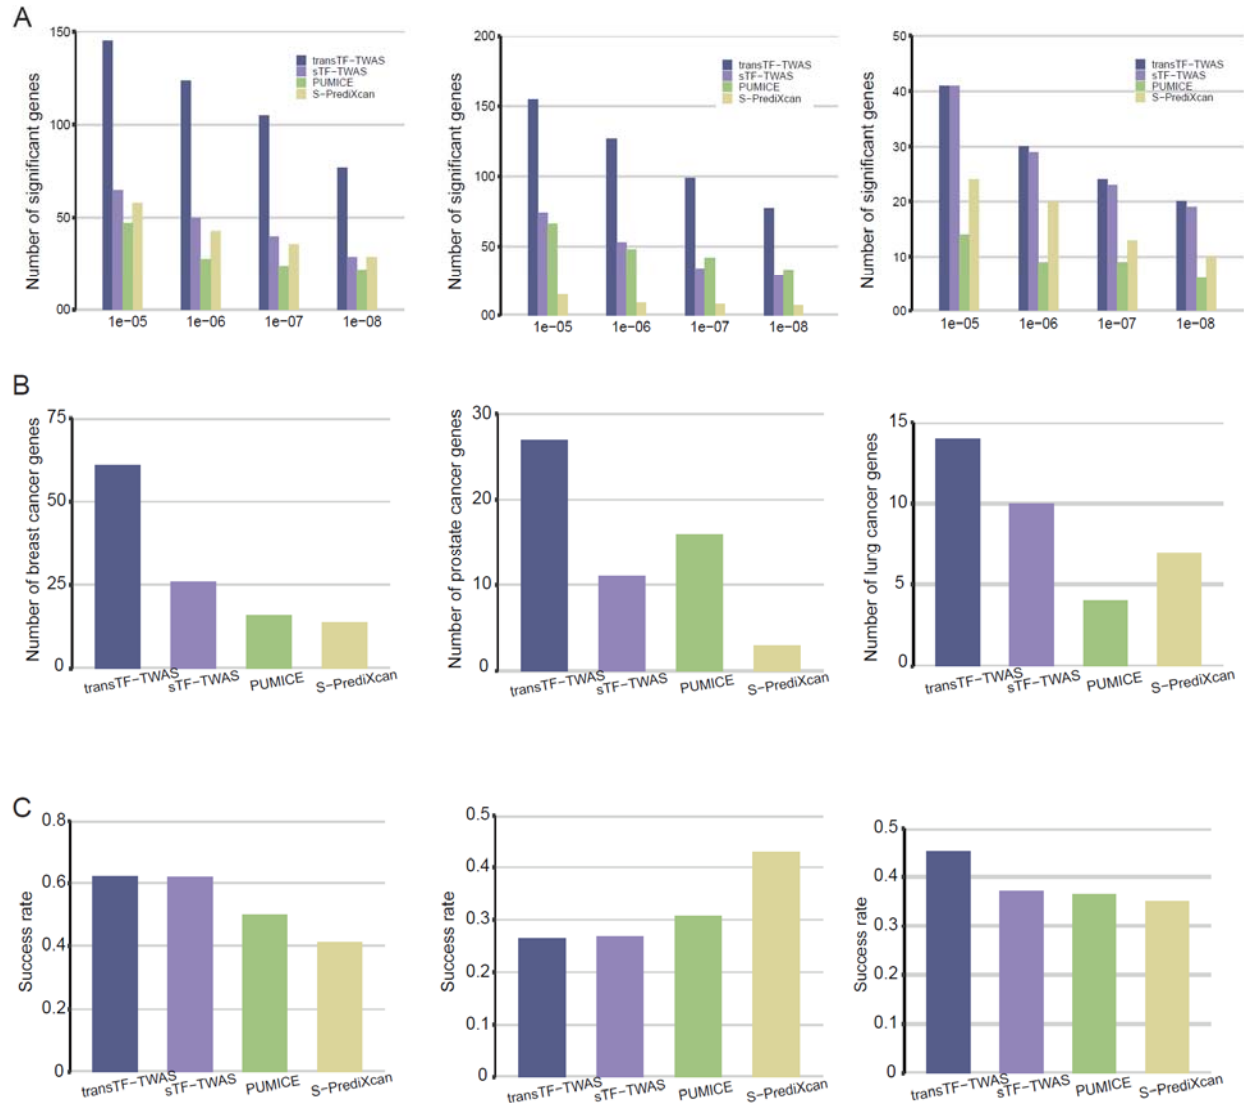 A
Number of significant genes
150
100
50
00
1e-05 1e-06 1e-07 1e-08
transTF-TWAS
sTF-TWAS
PUMICE
S-PrediXcan
Number of significant genes
200
150
100
50
00
1e-05 1e-06 1e-07 1e-08
transTF-TWAS
sTF-TWAS
PUMICE
S-PrediXcan
Number of significant genes
50
40
30
20
10
00
1e-05 1e-06 1e-07 1e-08
transTF-TWAS
sTF-TWAS
PUMICE
S-PrediXcan
B
Number of breast cancer genes
75
50
25
0
transTF-TWAS sTF-TWAS PUMICE S-PrediXcan
Number of prostate cancer genes
30
20
10
0
transTF-TWAS sTF-TWAS PUMICE S-PrediXcan
Number of lung cancer genes
15
10
5
0
transTF-TWAS sTF-TWAS PUMICE S-PrediXcan
C
Success rate
0.8
0.6
0.4
0.2
0
transTF-TWAS sTF-TWAS PUMICE S-PrediXcan
Success rate
0.5
0.4
0.3
0.2
0.1
0
transTF-TWAS sTF-TWAS PUMICE S-PrediXcan
Success rate
0.5
0.4
0.3
0.2
0.1
0
transTF-TWAS sTF-TWAS PUMICE S-PrediXcan